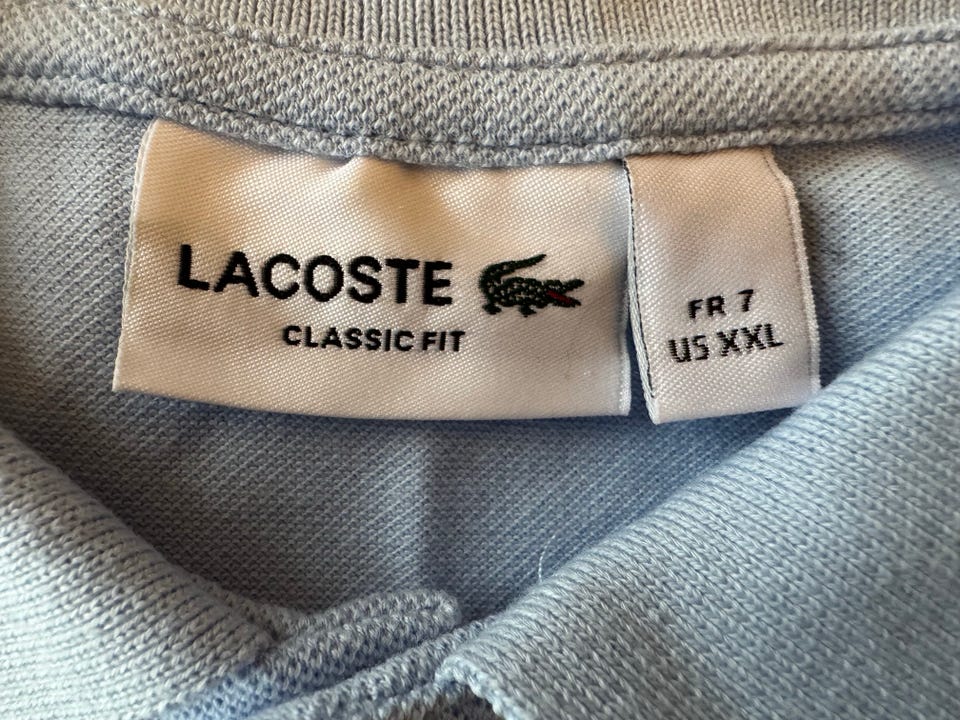 LACOSTE
CLASSIC FIT
FR 7
US XXL